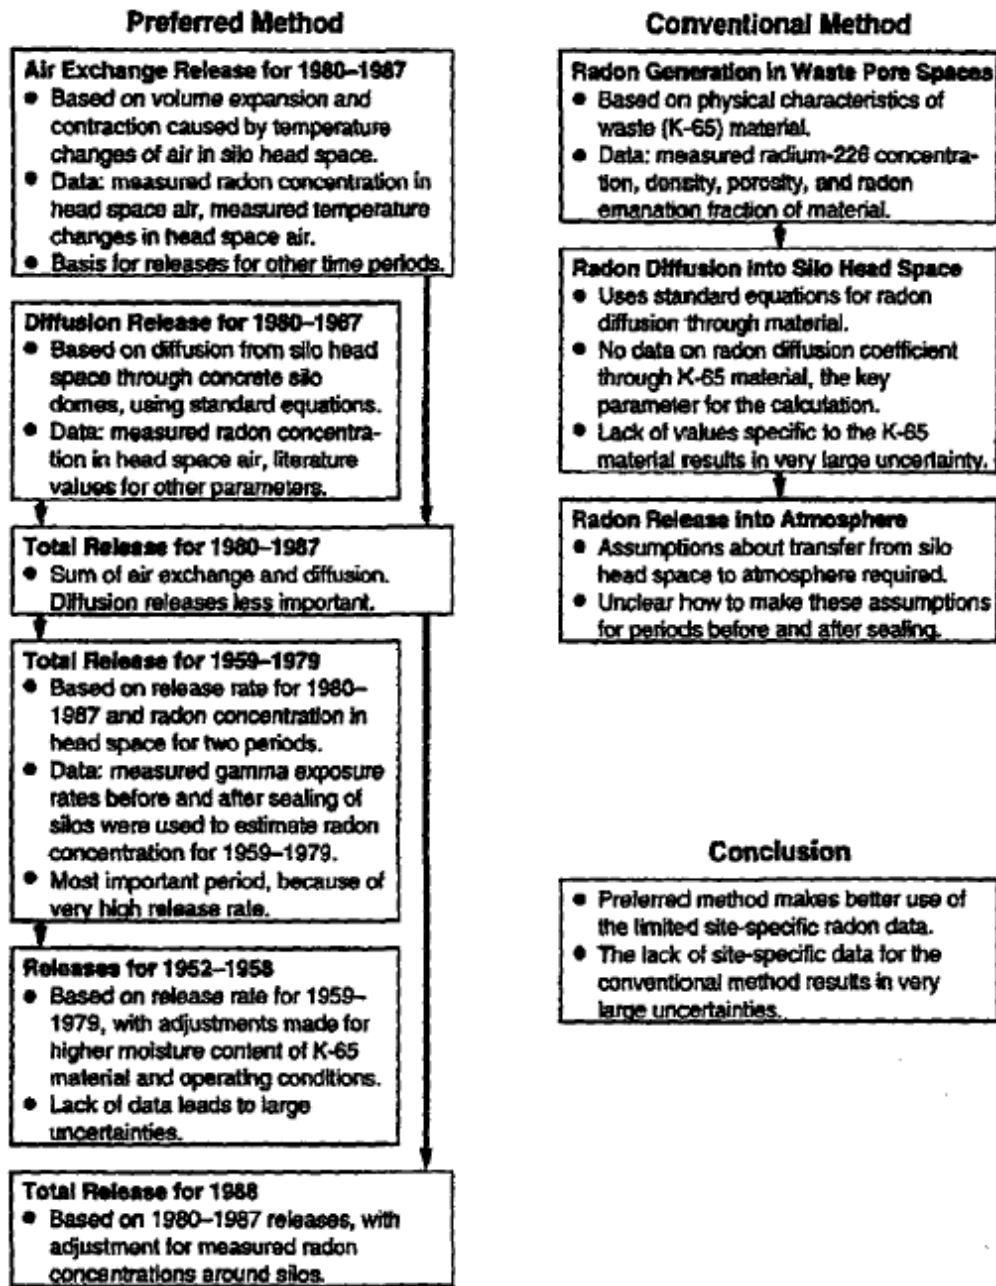 Preferred Method
Air Exchange Release for 1980–1987
● Based on volume expansion and
contraction caused by temperature
changes of air in silo head space.
● Data: measured radon concentration in
head space air, measured temperature
changes in head space air.
● Basis for releases for other time periods.
Diffusion Release for 1980–1987
● Based on diffusion from silo head
space through concrete silo
domes, using standard equations.
● Data: measured radon concentra-
tion in head space air, literature
values for other parameters.
Total Release for 1980–1987
● Sum of air exchange and diffusion.
Diffusion releases less important.
Total Release for 1959–1979
● Based on release rate for 1980–
1987 and radon concentration in
head space for two periods.
● Data: measured gamma exposure
rates before and after sealing of
silos were used to estimate radon
concentration for 1959–1979.
● Most important period, because of
very high release rate.
Releases for 1952–1958
● Based on release rate for 1959–
1979, with adjustments made for
higher moisture content of K-65
material and operating conditions.
● Lack of data leads to large
uncertainties.
Total Release for 1988
● Based on 1980–1987 releases, with
adjustment for measured radon
concentrations around silos.
Conventional Method
Radon Generation in Waste Pore Spaces
● Based on physical characteristics of
waste (K-65) material.
● Data: measured radium-226 concentra-
tion, density, porosity, and radon
emanation fraction of material.
Radon Diffusion into Silo Head Space
● Uses standard equations for radon
diffusion through material.
● No data on radon diffusion coefficient
through K-65 material, the key
parameter for the calculation.
● Lack of values specific to the K-65
material results in very large uncertainty.
Radon Release into Atmosphere
● Assumptions about transfer from silo
head space to atmosphere required.
● Unclear how to make these assumptions
for periods before and after sealing.
Conclusion
● Preferred method makes better use of
the limited site-specific radon data.
● The lack of site-specific data for the
conventional method results in very
large uncertainties.